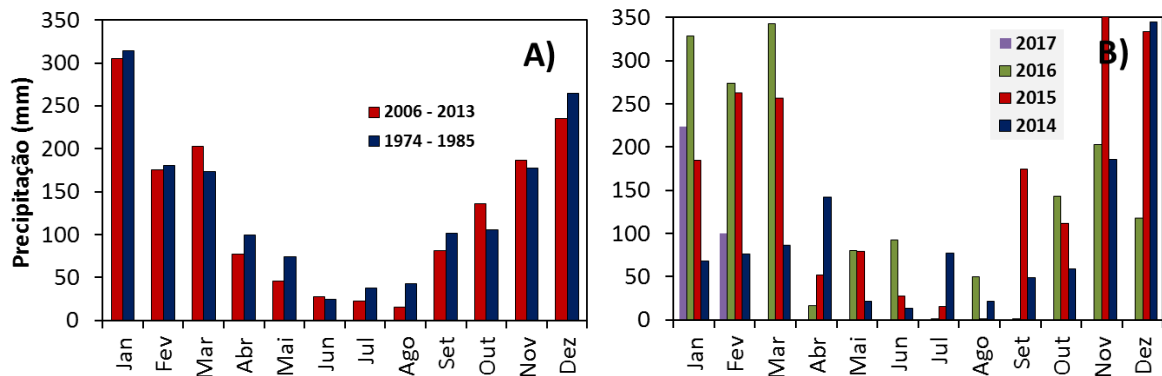 Precipitação (mm)
350
300
250
200
150
100
50
0
A)
2006 - 2013
1974 - 1985
Jan
Fev
Mar
Abr
Mai
Jun
Jul
Ago
Set
Out
Nov
Dez
350
300
250
200
150
100
50
0
B)
2017
2016
2015
2014
Jan
Fev
Mar
Abr
Mai
Jun
Jul
Ago
Set
Out
Nov
Dez